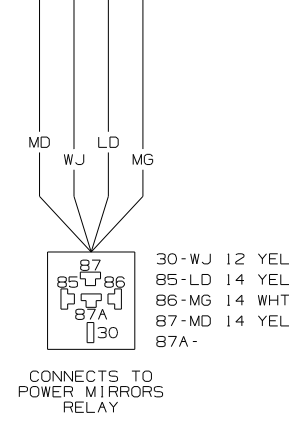 MD
WJ
LD
MG
87
85 86
87A
30
30-WJ 12 YEL
85-LD 14 YEL
86-MG 14 WHT
87-MD 14 YEL
87A-
CONNECTS TO
POWER MIRRORS
RELAY